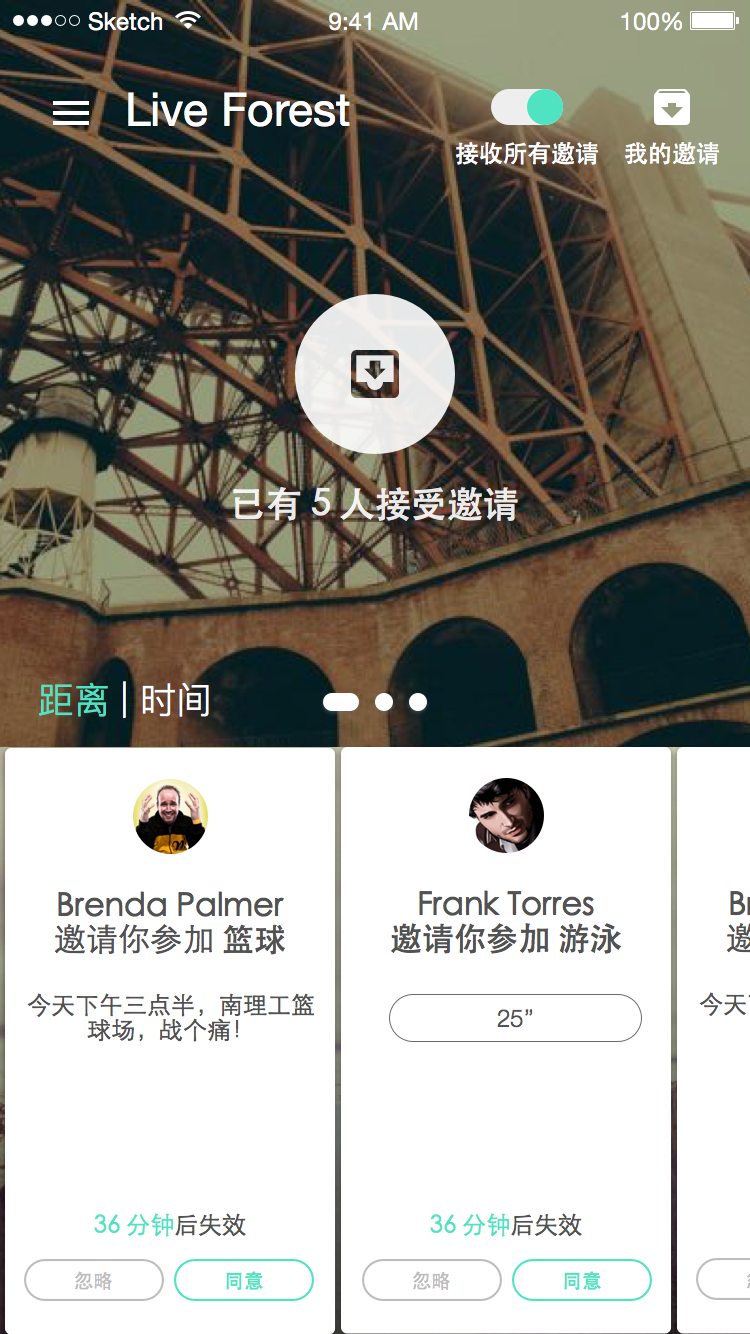 Sketch 9:41 AM 100%
Live Forest
接收所有邀请 我的邀请
已有 5 人接受邀请
距离 | 时间
Brenda Palmer
邀请你参加 篮球
今天下午三点半，南理工篮
球场，战个痛！
36 分钟后失效
忽略 同意
Frank Torres
邀请你参加 游泳
25”
36 分钟后失效
忽略 同意
Br
邀
今天